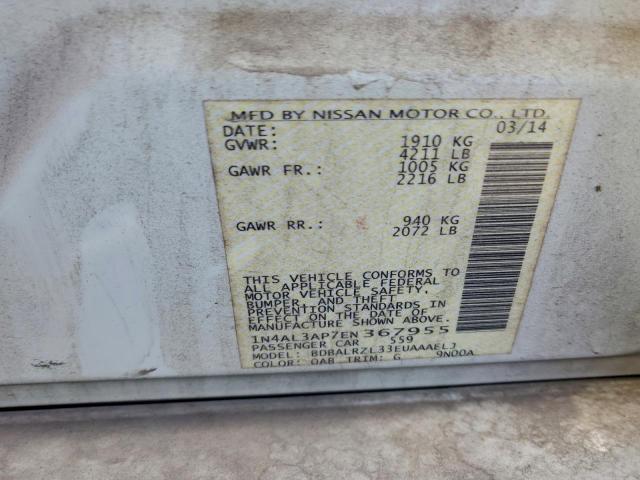 MFD BY NISSAN MOTOR CO., LTD.
DATE: 03/14
GVWR: 1910 KG
4211 LB
GAWR FR.: 1005 KG
2216 LB
GAWR RR.: 940 KG
2072 LB
THIS VEHICLE CONFORMS TO
ALL APPLICABLE FEDERAL
MOTOR VEHICLE SAFETY,
BUMPER, AND THEFT
PREVENTION STANDARDS IN
EFFECT ON THE DATE OF
MANUFACTURE SHOWN ABOVE.
1N4AL3AP7EN367955
PASSENGER CAR 559
MODEL: BDBALRZL33EUAAAELJ
COLOR: QAB TRIM: G 9N00A